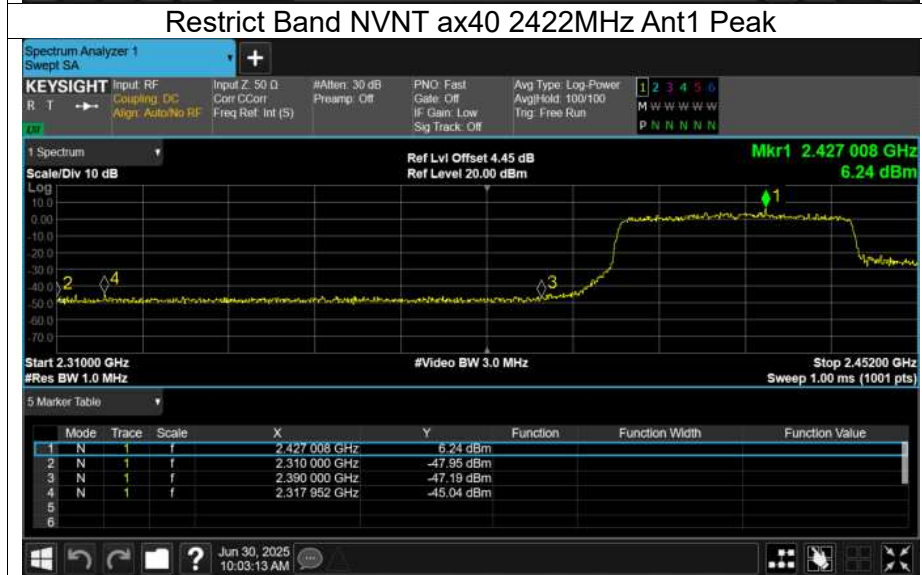 Restrict Band NVNT ax40 2422MHz Ant1 Peak
Spectrum Analyzer 1
Swept SA
+
KEYSIGHT Input: RF Input Z: 50 Ω #Atten: 30 dB PNO: Fast Avg Type: Log-Power 1 2 3 4 5 6
R T Coupling: DC Corr CCorr Preamp: Off Gate: Off Avg|Hold: 100/100 M W W W W W
Align: Auto/No RF Freq Ref: Int (S) IF Gain: Low Trig: Free Run P N N N N N
Sig Track: Off
1 Spectrum
Ref Lvl Offset 4.45 dB Mkr1 2.427 008 GHz
Scale/Div 10 dB Ref Level 20.00 dBm 6.24 dBm
Log
10.0
0.00
-10.0
-20.0
-30.0
-40.0
-50.0
-60.0
-70.0
1
2
4
3
Start 2.31000 GHz #Video BW 3.0 MHz Stop 2.45200 GHz
#Res BW 1.0 MHz Sweep 1.00 ms (1001 pts)
5 Marker Table
Mode Trace Scale X Y Function Function Width Function Value
1 N 1 f 2.427 008 GHz 6.24 dBm
2 N 1 f 2.310 000 GHz -47.95 dBm
3 N 1 f 2.390 000 GHz -47.19 dBm
4 N 1 f 2.317 952 GHz -45.04 dBm
5
6
? Jun 30, 2025
10:03:13 AM